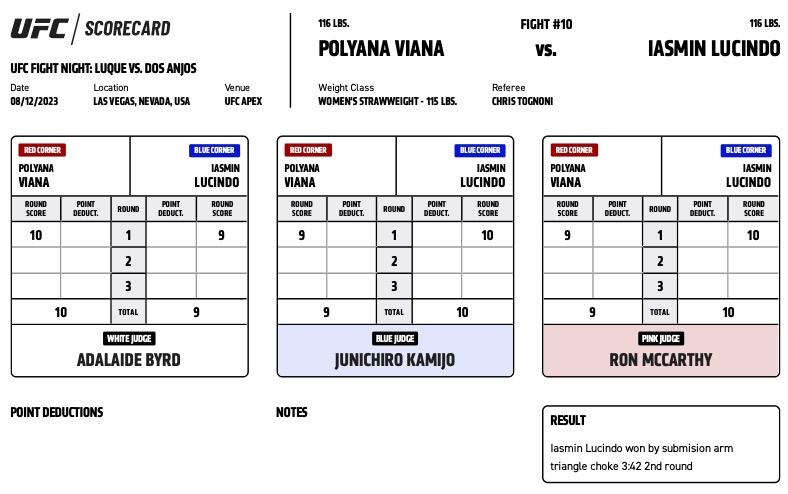 UFC / SCORECARD
UFC FIGHT NIGHT: LUQUE VS. DOS ANJOS
Date Location Venue
08/12/2023 LAS VEGAS, NEVADA, USA UFC APEX
116 LBS. FIGHT #10 116 LBS.
POLYANA VIANA vs. IASMIN LUCINDO
Weight Class Referee
WOMEN'S STRAWWEIGHT - 115 LBS. CHRIS TOGNONI
RED CORNER BLUE CORNER
POLYANA IASMIN
VIANA LUCINDO
ROUND POINT ROUND POINT ROUND
SCORE DEDUCT. DEDUCT. SCORE
10 1 9
2
3
10 TOTAL 9
WHITE JUDGE
ADALAIDE BYRD
RED CORNER BLUE CORNER
POLYANA IASMIN
VIANA LUCINDO
ROUND POINT ROUND POINT ROUND
SCORE DEDUCT. DEDUCT. SCORE
9 1 10
2
3
9 TOTAL 10
BLUE JUDGE
JUNICHIRO KAMIJO
RED CORNER BLUE CORNER
POLYANA IASMIN
VIANA LUCINDO
ROUND POINT ROUND POINT ROUND
SCORE DEDUCT. DEDUCT. SCORE
9 1 10
2
3
9 TOTAL 10
PINK JUDGE
RON MCCARTHY
POINT DEDUCTIONS
NOTES
RESULT
Iasmin Lucindo won by submision arm
triangle choke 3:42 2nd round